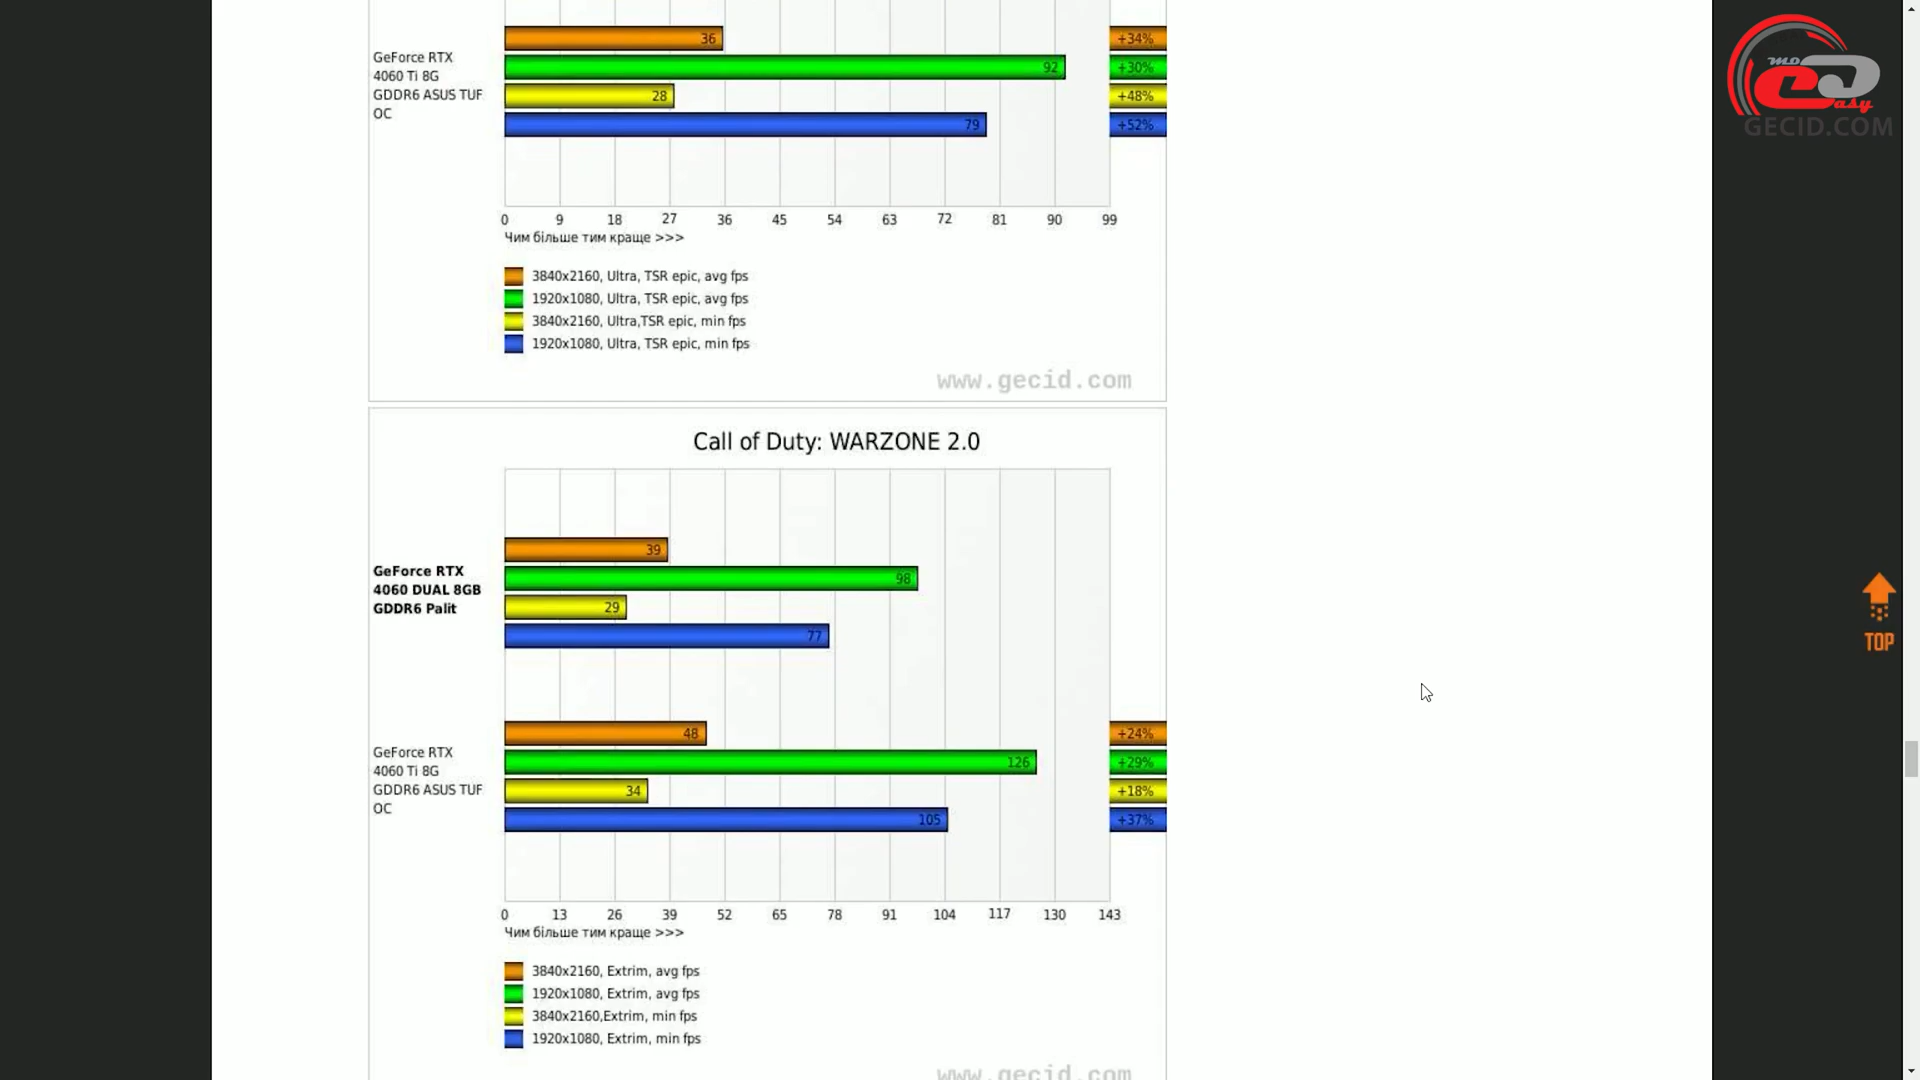 36
+34%
GeForce RTX
4060 Ti 8G
GDDR6 ASUS TUF
OC
92
+30%
28
+48%
79
+52%
0 9 18 27 36 45 54 63 72 81 90 99
Чим більше тим краще >>>
3840x2160, Ultra, TSR epic, avg fps
1920x1080, Ultra, TSR epic, avg fps
3840x2160, Ultra,TSR epic, min fps
1920x1080, Ultra, TSR epic, min fps
www.gecid.com
Call of Duty: WARZONE 2.0
GeForce RTX
4060 DUAL 8GB
GDDR6 Palit
39
98
29
77
GeForce RTX
4060 Ti 8G
GDDR6 ASUS TUF
OC
48
+24%
126
+29%
34
+18%
105
+37%
0 13 26 39 52 65 78 91 104 117 130 143
Чим більше тим краще >>>
3840x2160, Extrim, avg fps
1920x1080, Extrim, avg fps
3840x2160,Extrim, min fps
1920x1080, Extrim, min fps
www.gecid.com
GECID.COM
TOP